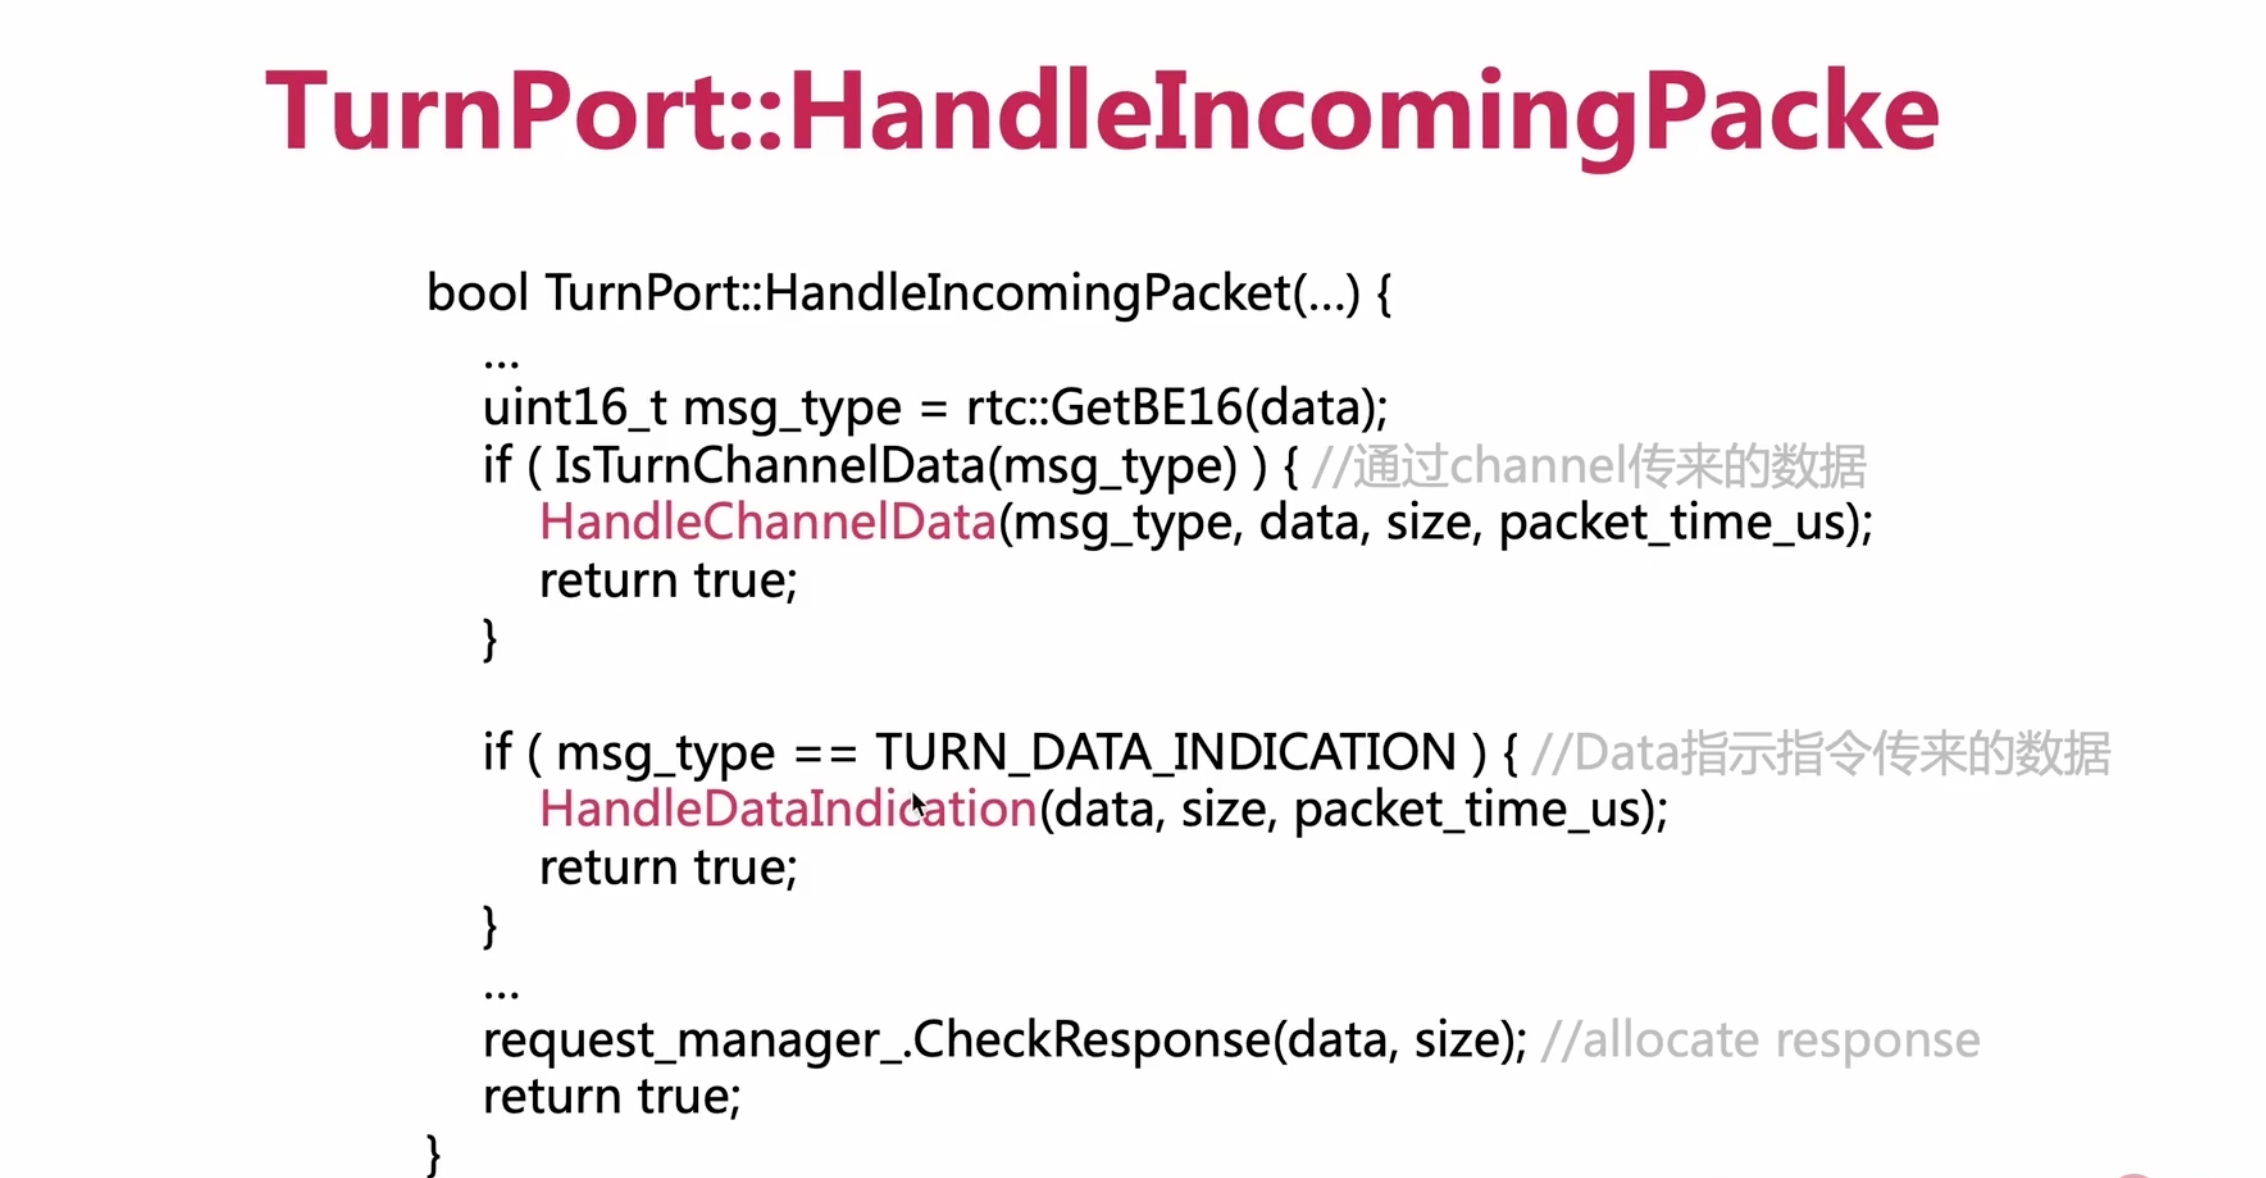 TurnPort::HandleIncomingPacke
bool TurnPort::HandleIncomingPacket(...) {
...
uint16_t msg_type = rtc::GetBE16(data);
if ( IsTurnChannelData(msg_type) ) { //通过channel传来的数据
HandleChannelData(msg_type, data, size, packet_time_us);
return true;
}
if ( msg_type == TURN_DATA_INDICATION ) { //Data指示指令传来的数据
HandleDataIndication(data, size, packet_time_us);
return true;
}
...
request_manager_.CheckResponse(data, size); //allocate response
return true;
}